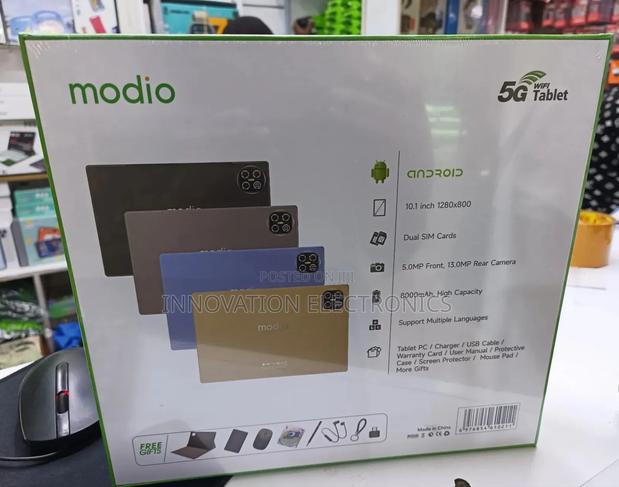 modio
5G WiFi Tablet
ANDROID
10.1 inch 1280x800
Dual SIM Cards
5.0MP Front, 13.0MP Rear Camera
8000mAh, High Capacity
Support Multiple Languages
Tablet PC / Charger / USB Cable /
Warranty Card / User Manual / Protective
Case / Screen Protector / Mouse Pad /
More Gifts
modio
modio
POSTED ON
INNOVATION ELECTRONICS
FREE
GIFTS
Made in China